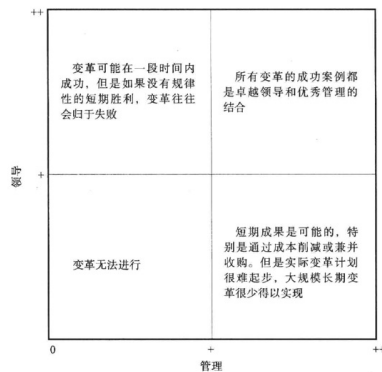 ++
变革可能在一段时间内
成功，但是如果没有规律
性的短期胜利，变革往往
会归于失败
所有变革的成功案例都
是卓越领导和优秀管理的
结合
领导
+
变革无法进行
短期成果是可能的，特
别是通过成本削减或兼并
收购。但是实际变革计划
很难起步，大规模长期变
革很少得以实现
0
+
++
管理